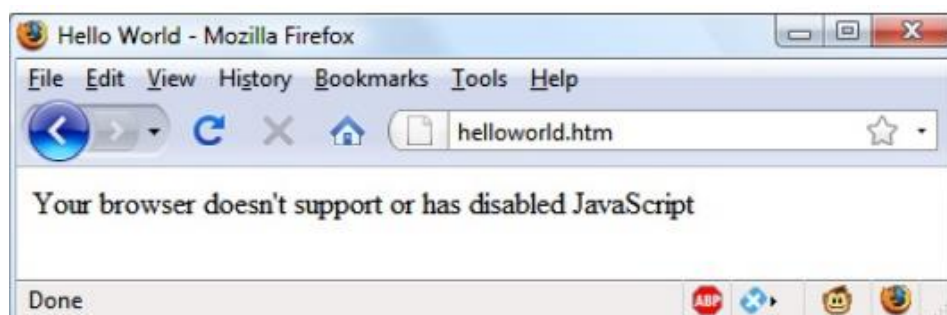 Hello World - Mozilla Firefox
File Edit View History Bookmarks Tools Help
helloworld.htm
Your browser doesn't support or has disabled JavaScript
Done
ABP